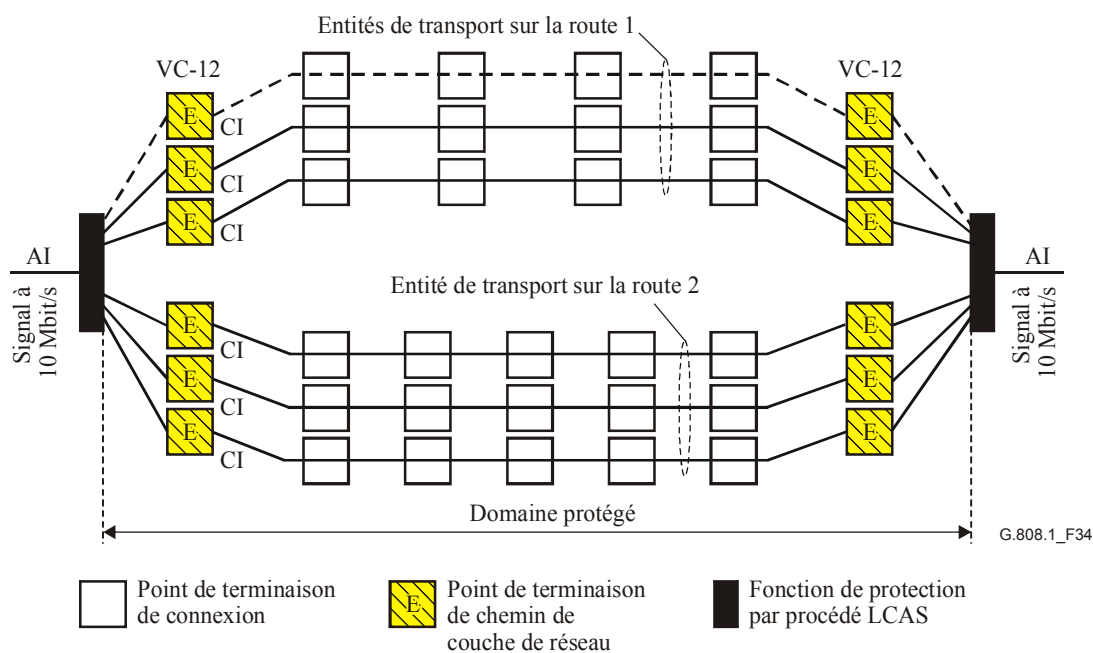 Entités de transport sur la route 1
VC-12
VC-12
E
CI
E
CI
E
CI
E
E
E
AI
Signal à
10 Mbit/s
AI
Signal à
10 Mbit/s
Entité de transport sur la route 2
E
CI
E
CI
E
CI
E
E
E
Domaine protégé
G.808.1_F34
Point de terminaison
de connexion
E
Point de terminaison
de chemin de
couche de réseau
Fonction de protection
par procédé LCAS